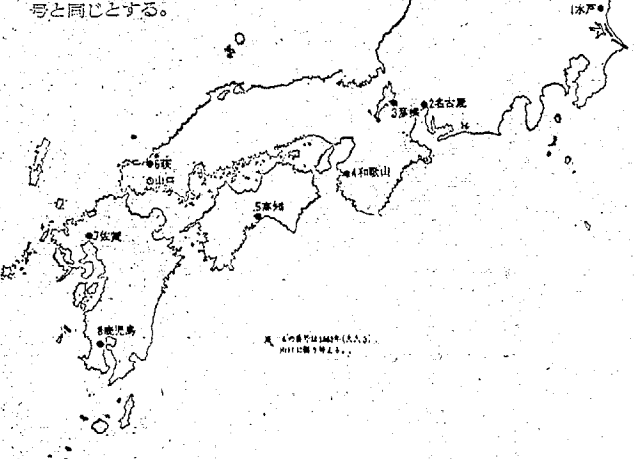 号と同じとする。
1水戸
2名古屋
3彦根
4和歌山
5高知
6萩
山口
7佐賀
8鹿児島